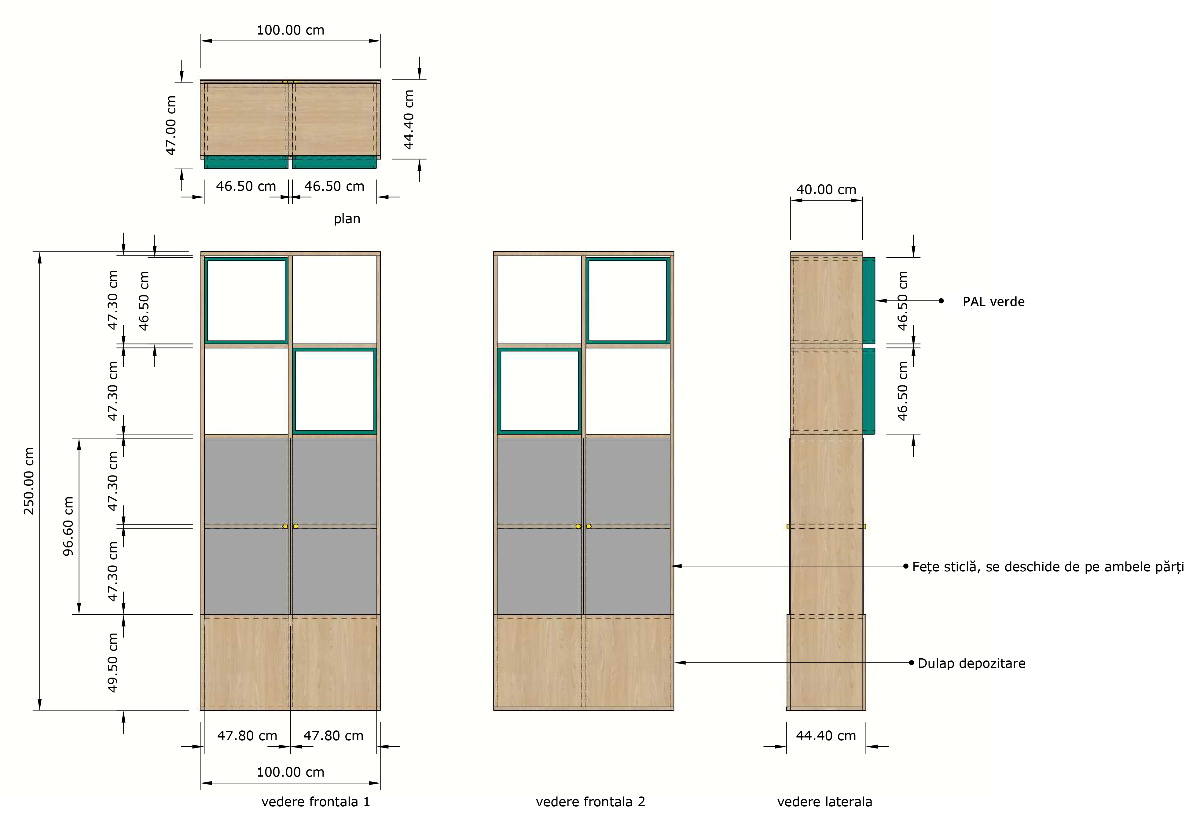 100.00 cm
47.00 cm
44.40 cm
46.50 cm
46.50 cm
plan
40.00 cm
250.00 cm
96.60 cm
47.30 cm
46.50 cm
47.30 cm
47.30 cm
47.30 cm
49.50 cm
46.50 cm
PAL verde
46.50 cm
Fețe sticlă, se deschide de pe ambele părți
Dulap depozitare
47.80 cm
47.80 cm
44.40 cm
100.00 cm
vedere frontala 1
vedere frontala 2
vedere laterala